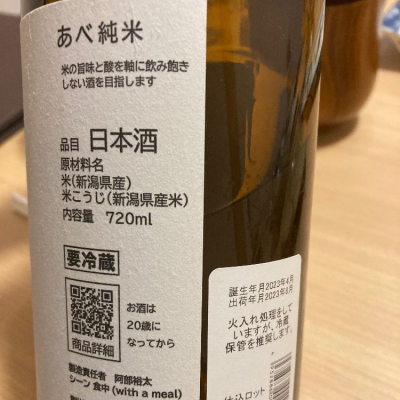 あべ純米
米の旨味と酸を軸に飲み飽き
しない酒を目指します
品目 日本酒
原材料名
米(新潟県産)
米こうじ(新潟県産米)
内容量 720ml
要冷蔵
商品詳細
お酒は
20歳に
なってから
製造責任者 阿部裕太
シーン 食中(with a meal)
誕生年月2023年4月
出荷年月2023年8月
火入れ処理をして
いますが、冷蔵
保管を推奨します。
仕込ロット